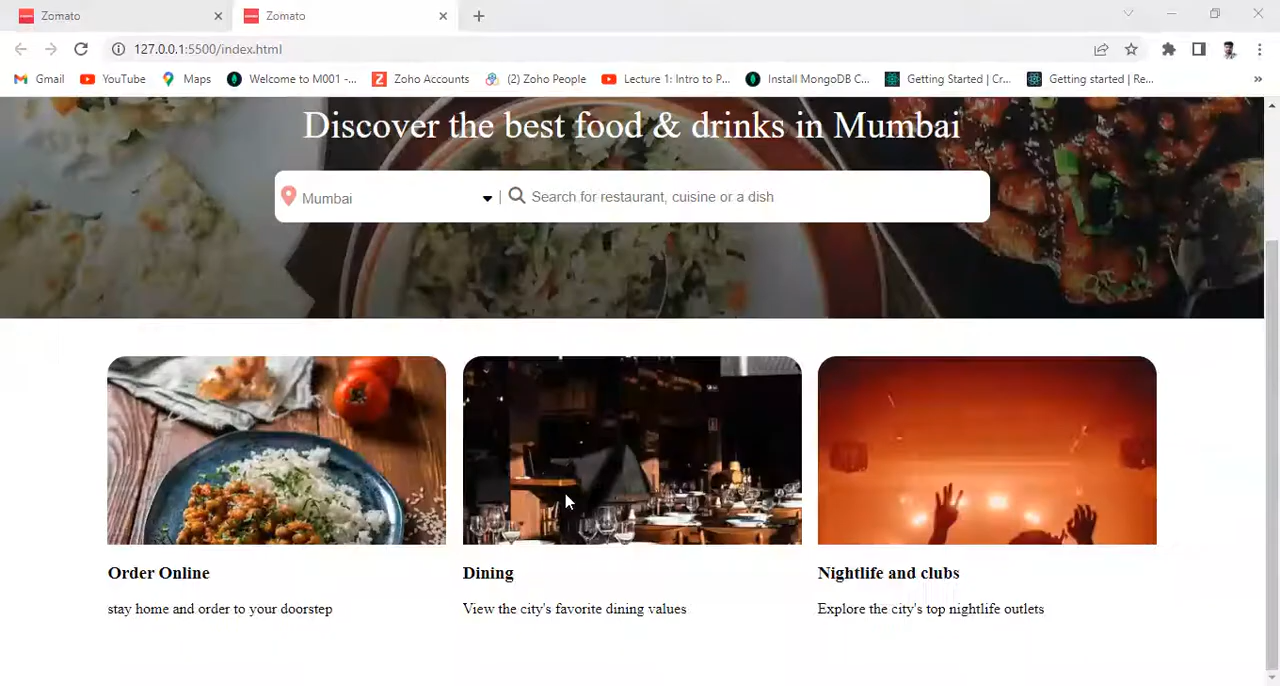 Zomato
Zomato
127.0.0.1:5500/index.html
Gmail
YouTube
Maps
Welcome to M001 -...
Zoho Accounts
(2) Zoho People
Lecture 1: Intro to P...
Install MongoDB C...
Getting Started | Cr...
Getting started | Re...
»
Discover the best food & drinks in Mumbai
Mumbai | Search for restaurant, cuisine or a dish
Order Online
stay home and order to your doorstep
Dining
View the city's favorite dining values
Nightlife and clubs
Explore the city's top nightlife outlets